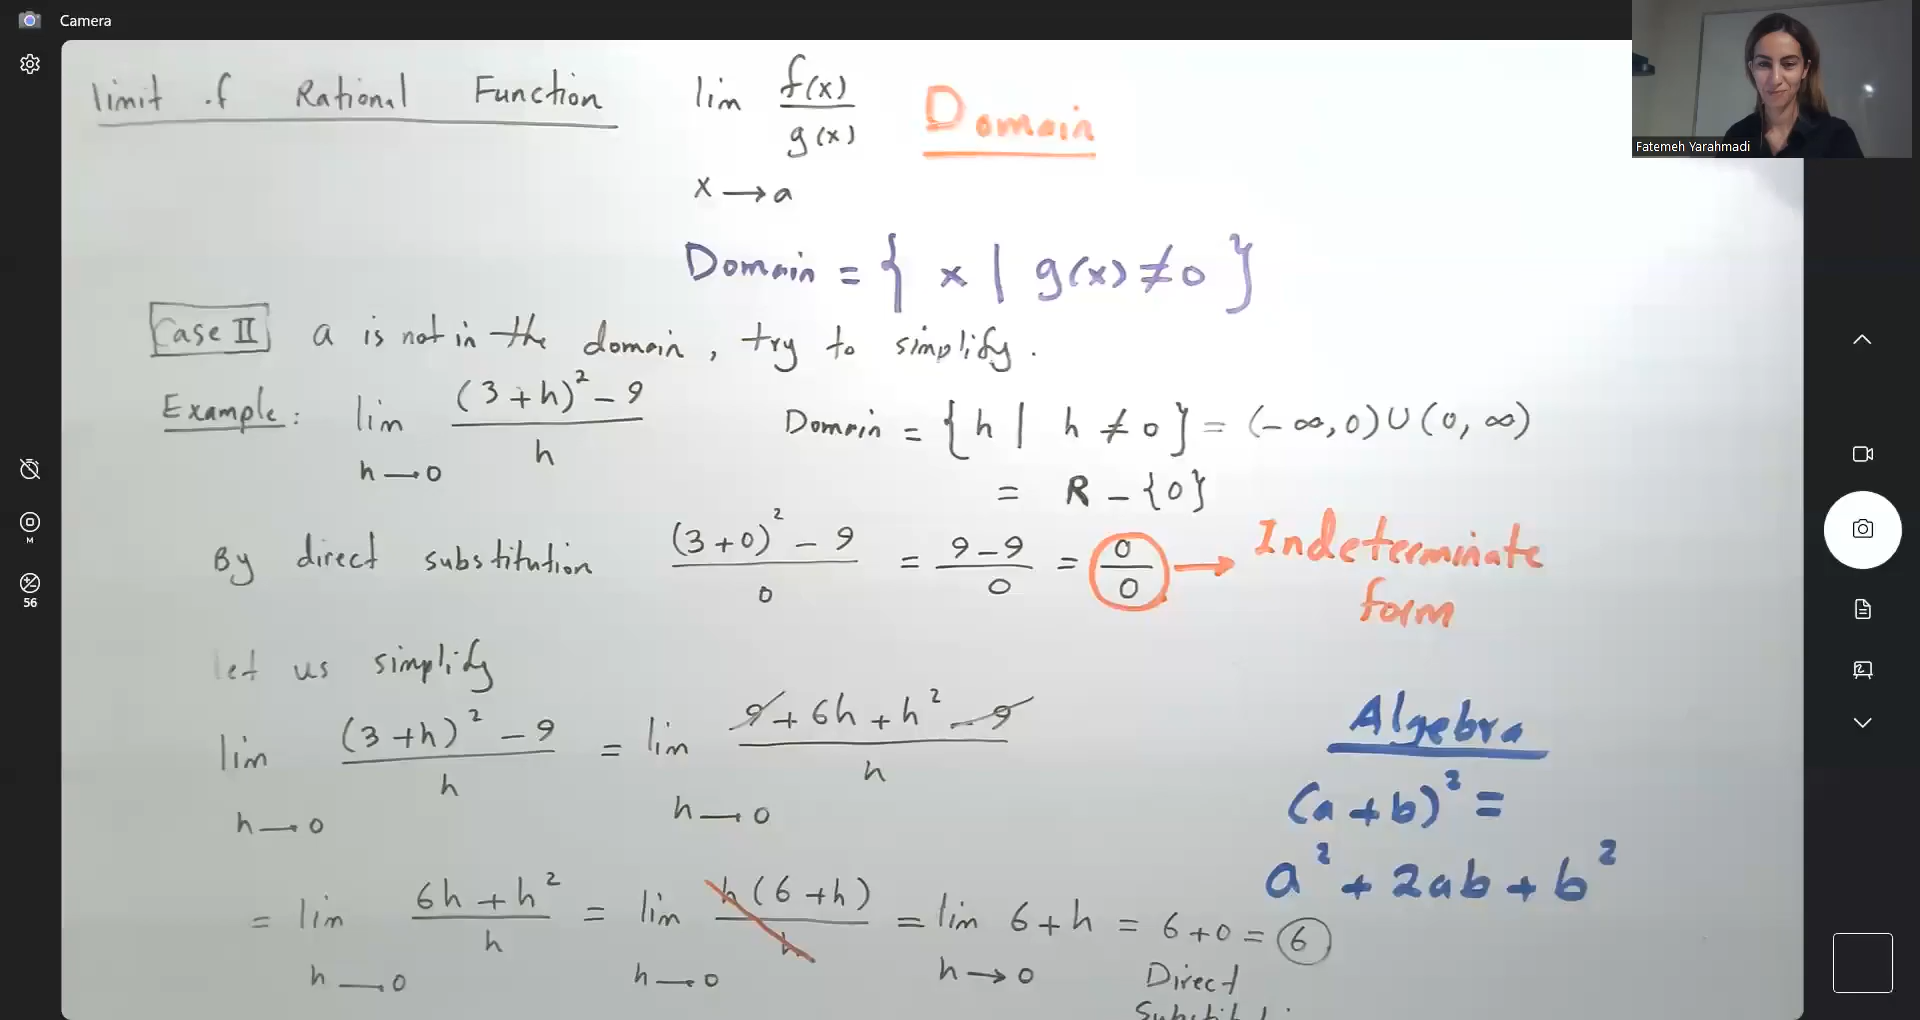 Camera
Fatemeh Yarahmadi
limit of Rational Function lim f(x)/g(x) x→a Domain
Domain = { x | g(x) ≠ 0 }
Case II a is not in the domain, try to simplify.
Example: lim h→0 (3+h)² − 9 / h Domain = { h | h ≠ 0 } = (−∞, 0) ∪ (0, ∞)
= R − {0}
By direct substitution (3+0)² − 9 / 0 = 9−9 / 0 = 0/0 → Indeterminate form
let us simplify
lim h→0 (3+h)² − 9 / h = lim h→0 9 + 6h + h² − 9 / h
= lim h→0 6h + h² / h = lim h→0 h(6+h) / h = lim h→0 6+h = 6+0 = 6
Direct
Algebra
(a+b)² =
a² + 2ab + b²
M
56